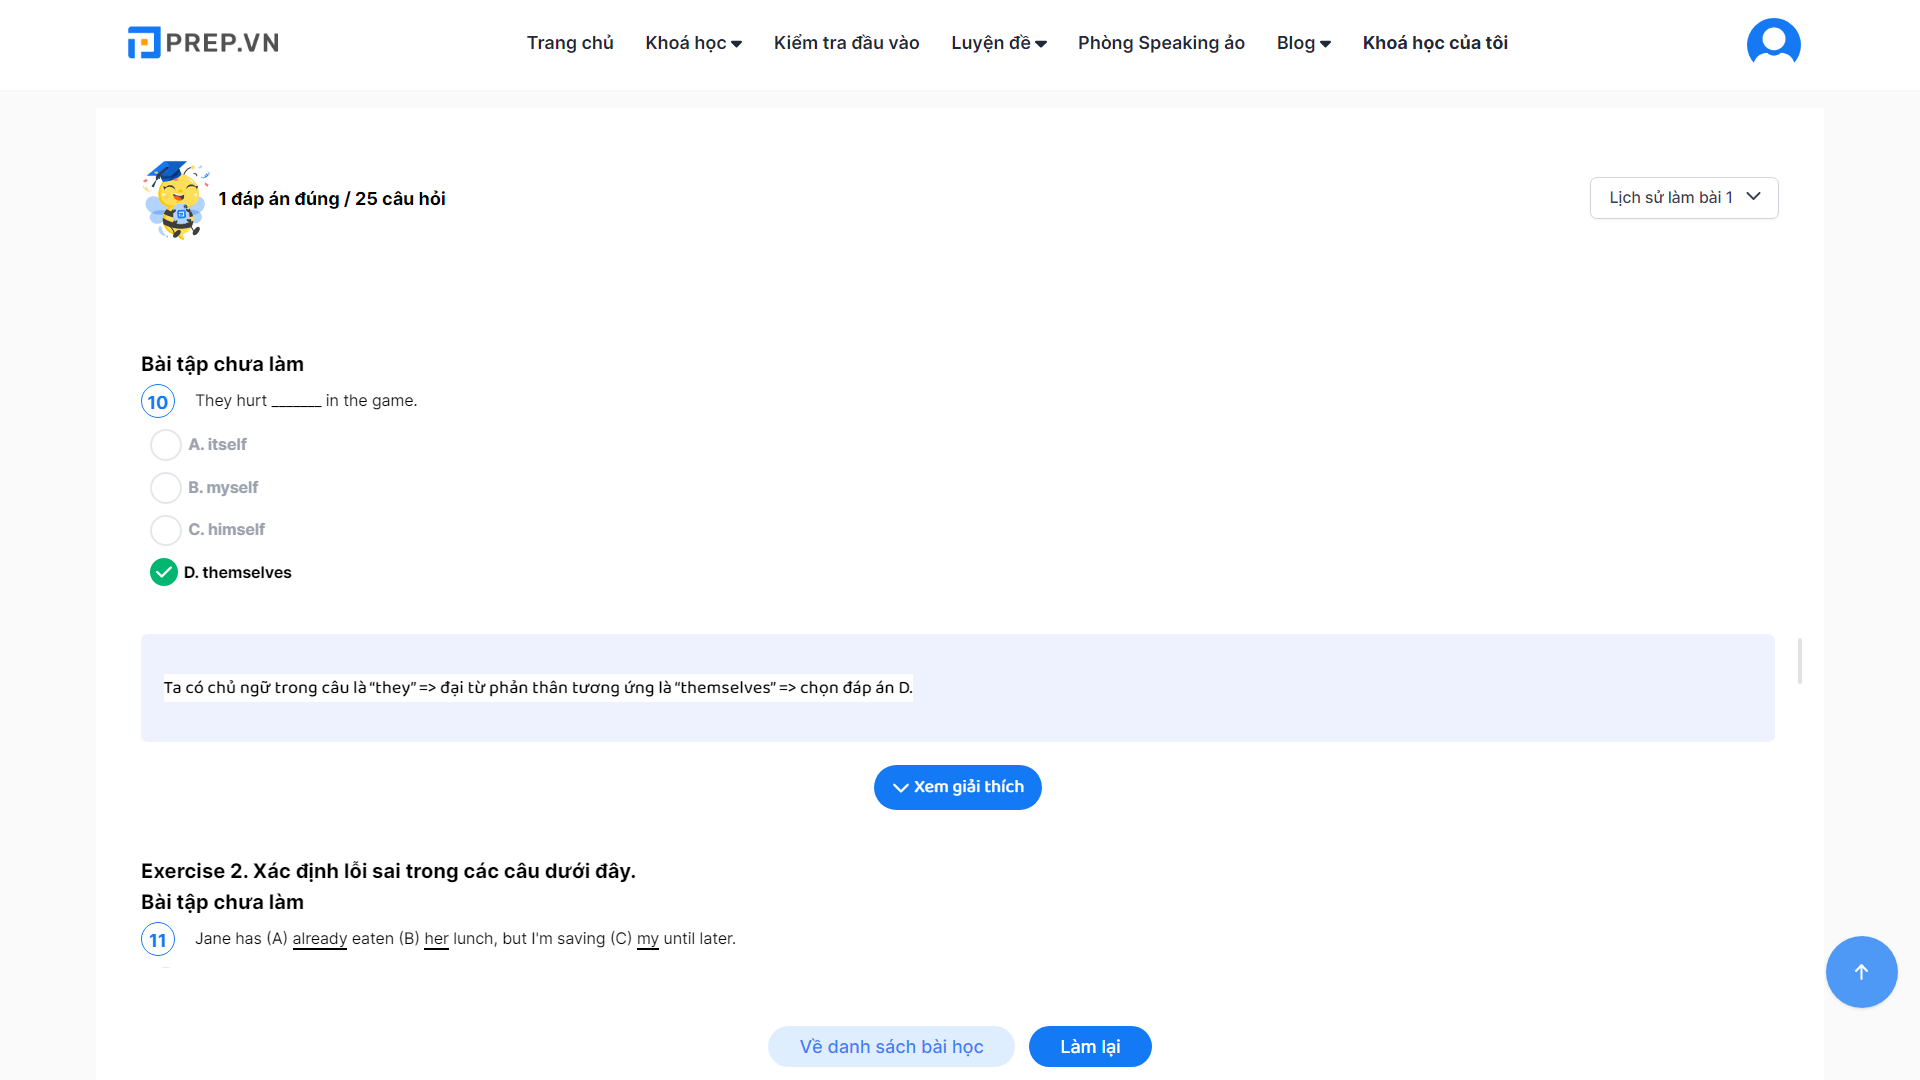 PREP.VN
Trang chủ Khoá học Kiểm tra đầu vào Luyện đề Phòng Speaking ảo Blog Khoá học của tôi
1 đáp án đúng / 25 câu hỏi
Lịch sử làm bài 1
Bài tập chưa làm
10 They hurt _______ in the game.
A. itself
B. myself
C. himself
D. themselves
Ta có chủ ngữ trong câu là “they” => đại từ phản thân tương ứng là “themselves” => chọn đáp án D.
Xem giải thích
Exercise 2. Xác định lỗi sai trong các câu dưới đây.
Bài tập chưa làm
11 Jane has (A) already eaten (B) her lunch, but I'm saving (C) my until later.
Về danh sách bài học Làm lại